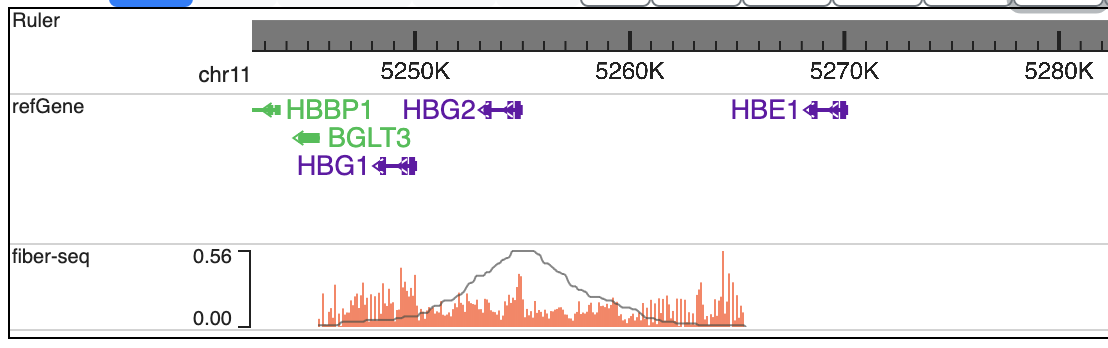 Ruler
chr11 5250K 5260K 5270K 5280K
refGene HBBP1 HBG2 HBE1
BGLT3
HBG1
fiber-seq 0.56
0.00